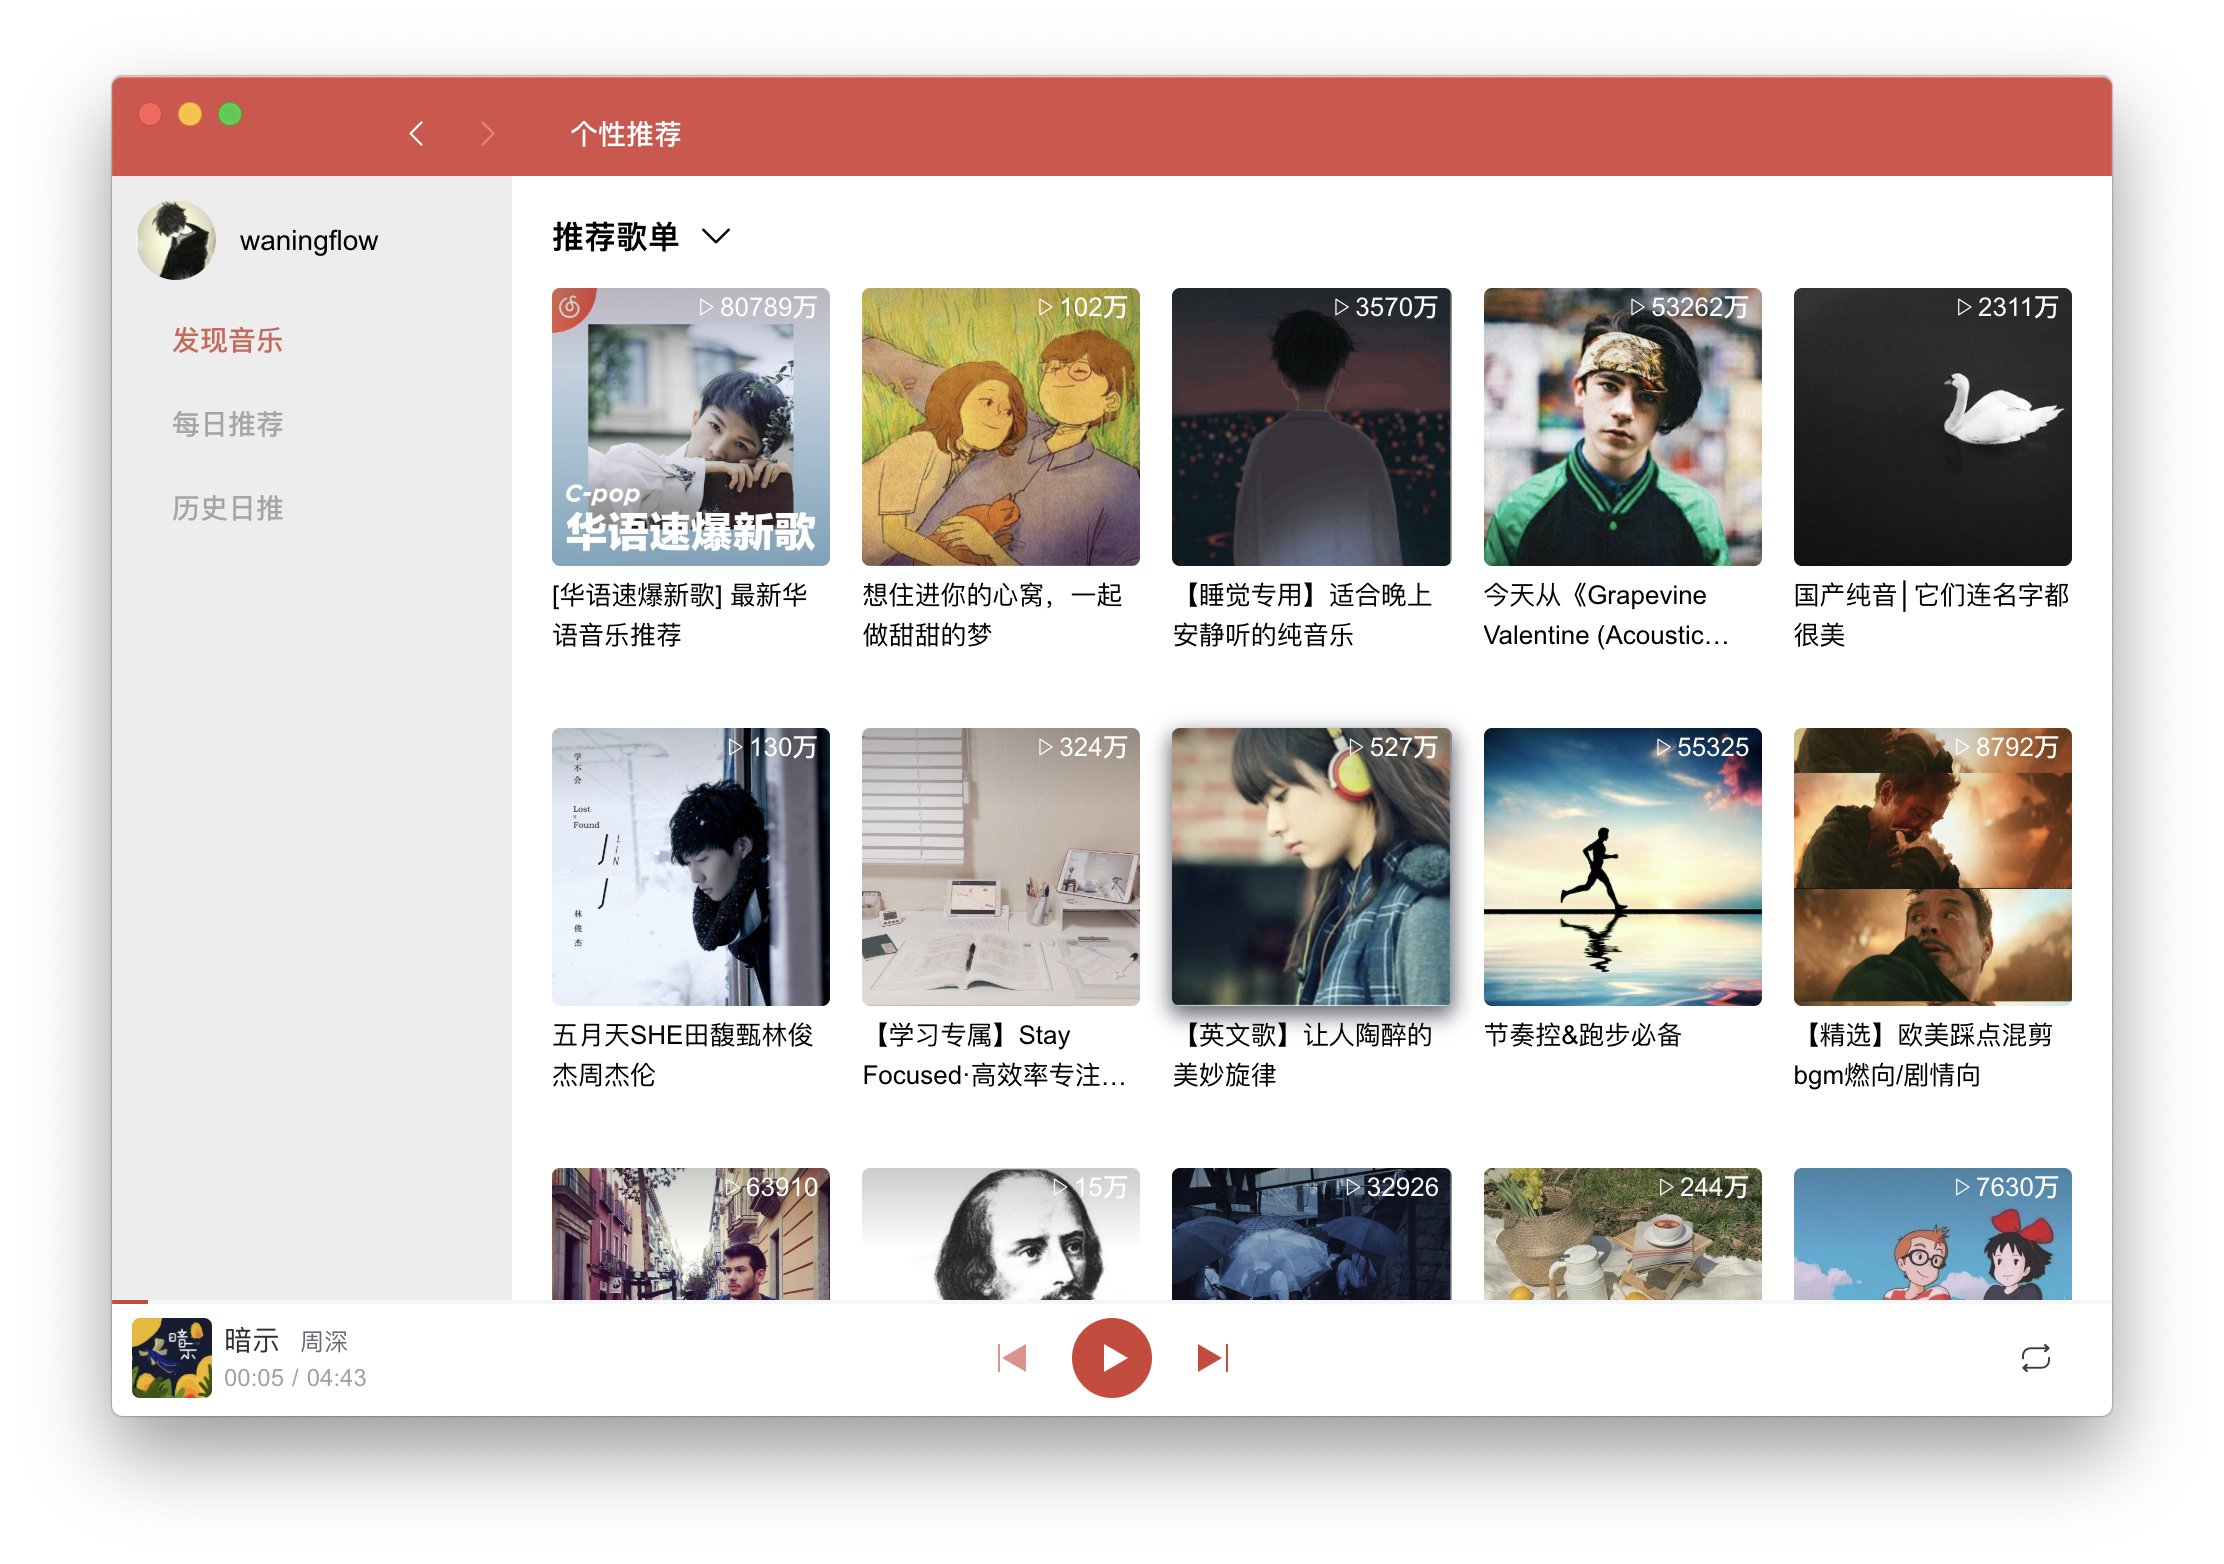 个性推荐
waningflow
发现音乐
每日推荐
历史日推
推荐歌单
80789万
C-pop
华语速爆新歌
[华语速爆新歌] 最新华
语音乐推荐
102万
想住进你的心窝，一起
做甜甜的梦
3570万
【睡觉专用】适合晚上
安静听的纯音乐
53262万
今天从《Grapevine
Valentine (Acoustic…
2311万
国产纯音│它们连名字都
很美
130万
学不会
Lost
Found
JJ
LIN
林俊杰
五月天SHE田馥甄林俊
杰周杰伦
324万
【学习专属】Stay
Focused·高效率专注…
527万
【英文歌】让人陶醉的
美妙旋律
55325
节奏控&跑步必备
8792万
【精选】欧美踩点混剪
bgm燃向/剧情向
63910
15万
32926
244万
7630万
暗示
暗示 周深
00:05 / 04:43